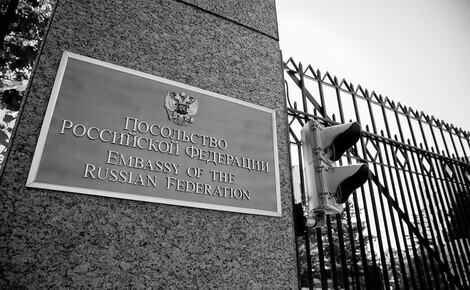 ПОСОЛЬСТВО
РОССИЙСКОЙ ФЕДЕРАЦИИ
EMBASSY OF THE
RUSSIAN FEDERATION